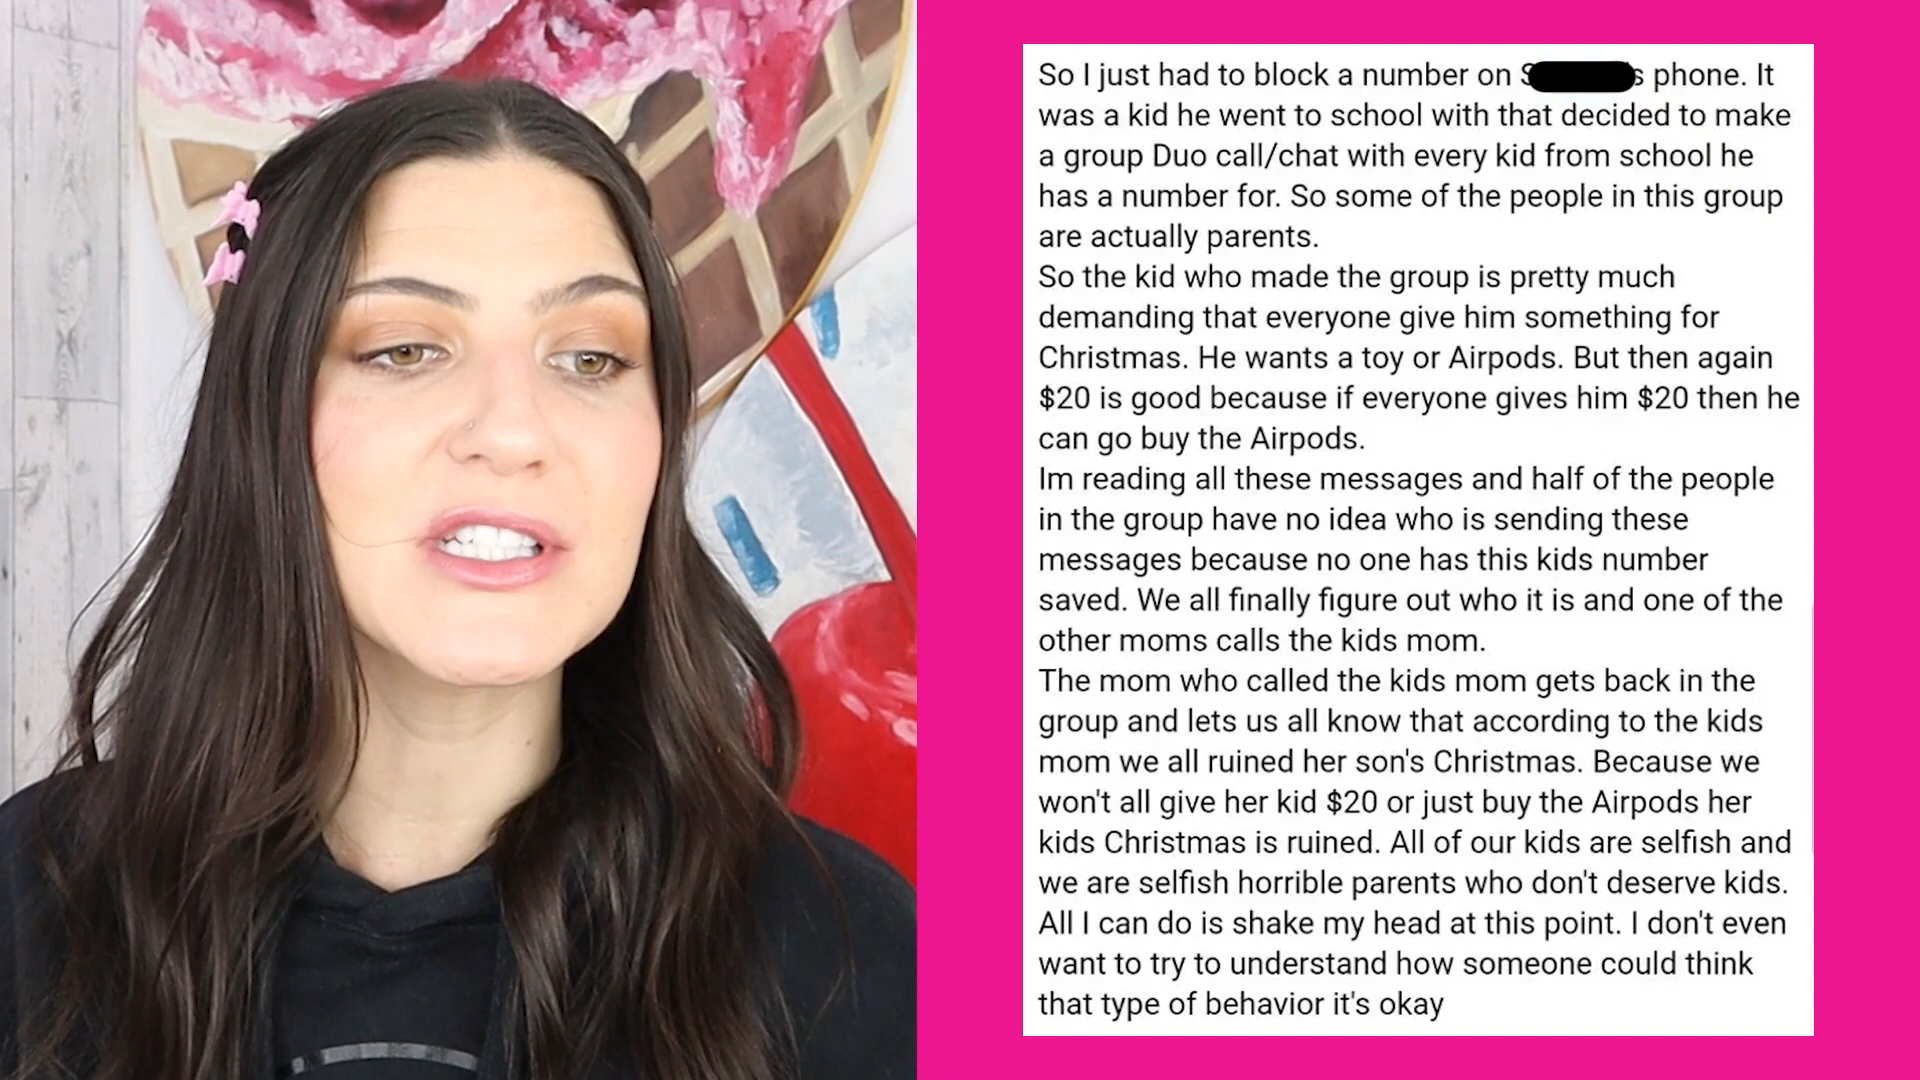 So I just had to block a number on S s phone. It
was a kid he went to school with that decided to make
a group Duo call/chat with every kid from school he
has a number for. So some of the people in this group
are actually parents.
So the kid who made the group is pretty much
demanding that everyone give him something for
Christmas. He wants a toy or Airpods. But then again
$20 is good because if everyone gives him $20 then he
can go buy the Airpods.
Im reading all these messages and half of the people
in the group have no idea who is sending these
messages because no one has this kids number
saved. We all finally figure out who it is and one of the
other moms calls the kids mom.
The mom who called the kids mom gets back in the
group and lets us all know that according to the kids
mom we all ruined her son's Christmas. Because we
won't all give her kid $20 or just buy the Airpods her
kids Christmas is ruined. All of our kids are selfish and
we are selfish horrible parents who don't deserve kids.
All I can do is shake my head at this point. I don't even
want to try to understand how someone could think
that type of behavior it's okay